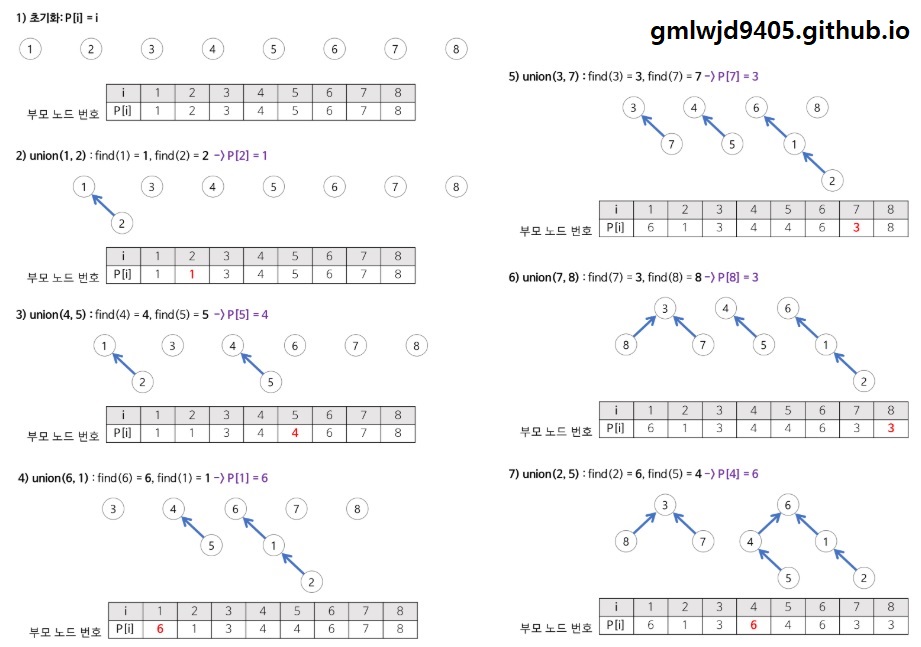 gmlwjd9405.github.io
1) 초기화: P[i] = i
1 2 3 4 5 6 7 8
i 1 2 3 4 5 6 7 8
부모 노드 번호 P[i] 1 2 3 4 5 6 7 8
2) union(1, 2) : find(1) = 1, find(2) = 2 -> P[2] = 1
1 3 4 5 6 7 8
2
i 1 2 3 4 5 6 7 8
부모 노드 번호 P[i] 1 1 3 4 5 6 7 8
3) union(4, 5) : find(4) = 4, find(5) = 5 -> P[5] = 4
1 3 4 6 7 8
2 5
i 1 2 3 4 5 6 7 8
부모 노드 번호 P[i] 1 1 3 4 4 6 7 8
4) union(6, 1) : find(6) = 6, find(1) = 1 -> P[1] = 6
3 4 6 7 8
5 1
2
i 1 2 3 4 5 6 7 8
부모 노드 번호 P[i] 6 1 3 4 4 6 7 8
5) union(3, 7) : find(3) = 3, find(7) = 7 -> P[7] = 3
3 4 6 8
7 5 1
2
i 1 2 3 4 5 6 7 8
부모 노드 번호 P[i] 6 1 3 4 4 6 3 8
6) union(7, 8) : find(7) = 3, find(8) = 8 -> P[8] = 3
3 4 6
8 7 5 1
2
i 1 2 3 4 5 6 7 8
부모 노드 번호 P[i] 6 1 3 4 4 6 3 3
7) union(2, 5) : find(2) = 6, find(5) = 4 -> P[4] = 6
3 6
8 7 4 1
5 2
i 1 2 3 4 5 6 7 8
부모 노드 번호 P[i] 6 1 3 6 4 6 3 3